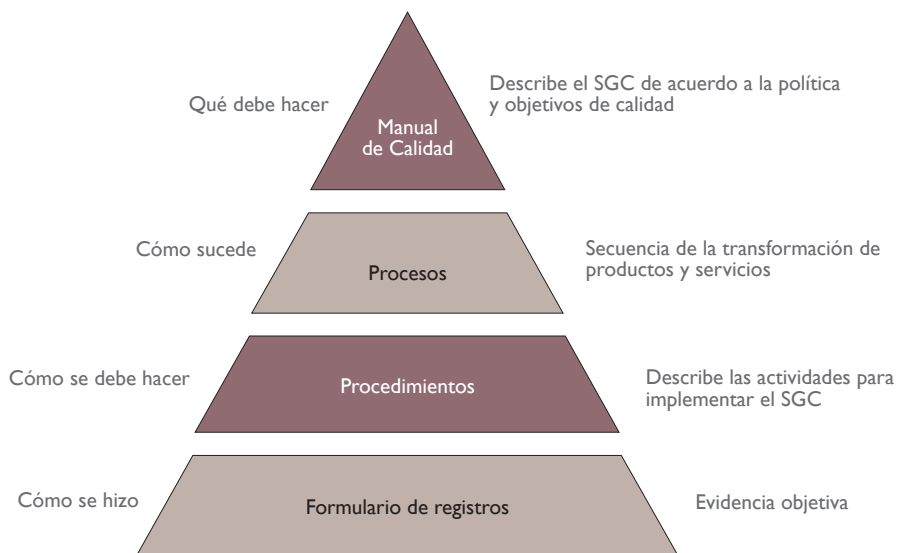 Qué debe hacer
Manual
de Calidad
Describe el SGC de acuerdo a la política
y objetivos de calidad
Cómo sucede
Procesos
Secuencia de la transformación de
productos y servicios
Cómo se debe hacer
Procedimientos
Describe las actividades para
implementar el SGC
Cómo se hizo
Formulario de registros
Evidencia objetiva